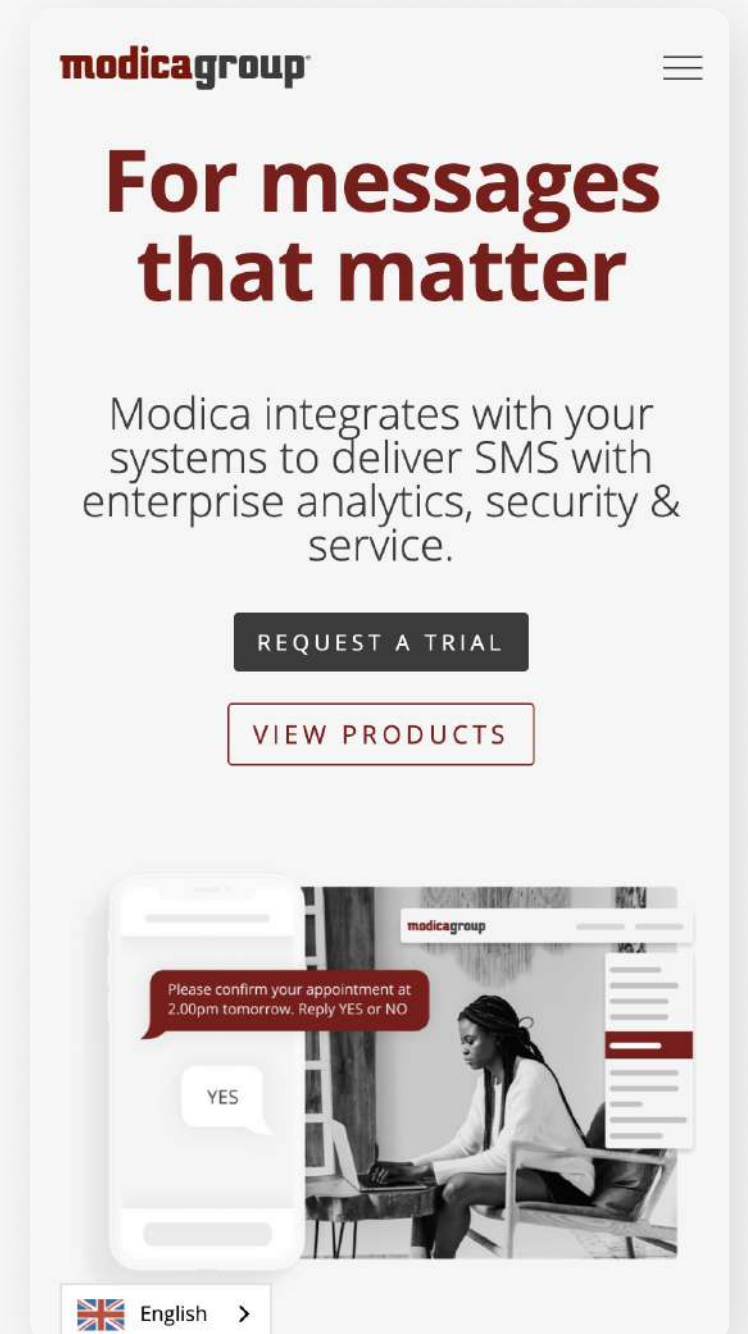 modicagroup
For messages
that matter
Modica integrates with your
systems to deliver SMS with
enterprise analytics, security &
service.
REQUEST A TRIAL
VIEW PRODUCTS
modicagroup
Please confirm your appointment at
2.00pm tomorrow. Reply YES or NO
YES
English